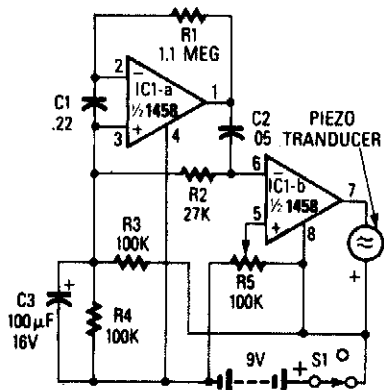 R1
1.1 MEG
2
−
IC1-a
½ 1458
1
3
+
4
C1
.22
C2
.05
PIEZO
TRANDUCER
R2
27K
6
−
IC1-b
½ 1458
7
5
+
8
R3
100K
R5
100K
C3
100µF
16V
+
R4
100K
+
9V
+
S1